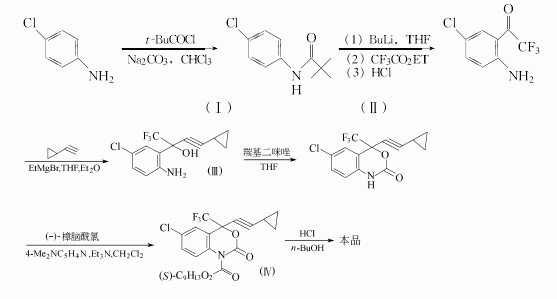 Cl
NH2
t-BuCOCl
Na2CO3，CHCl3
Cl
O
N
H
(Ⅰ)
(1) BuLi，THF
(2) CF3CO2ET
(3) HCl
(Ⅱ)
Cl
O
CF3
NH2
EtMgBr,THF,Et2O
F3C
Cl
OH
NH2
(Ⅲ)
羰基二咪唑
THF
F3C
Cl
O
N
H
O
(-)-樟脑酰氯
4-Me2NC5H4N ,Et3N,CH2Cl2
F3C
Cl
O
N
O
(S)-C9H13O2
C
O
(Ⅳ)
HCl
n-BuOH
本品